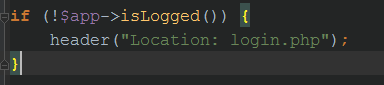 if (!$app->isLogged()) {
    header("Location: login.php");
}